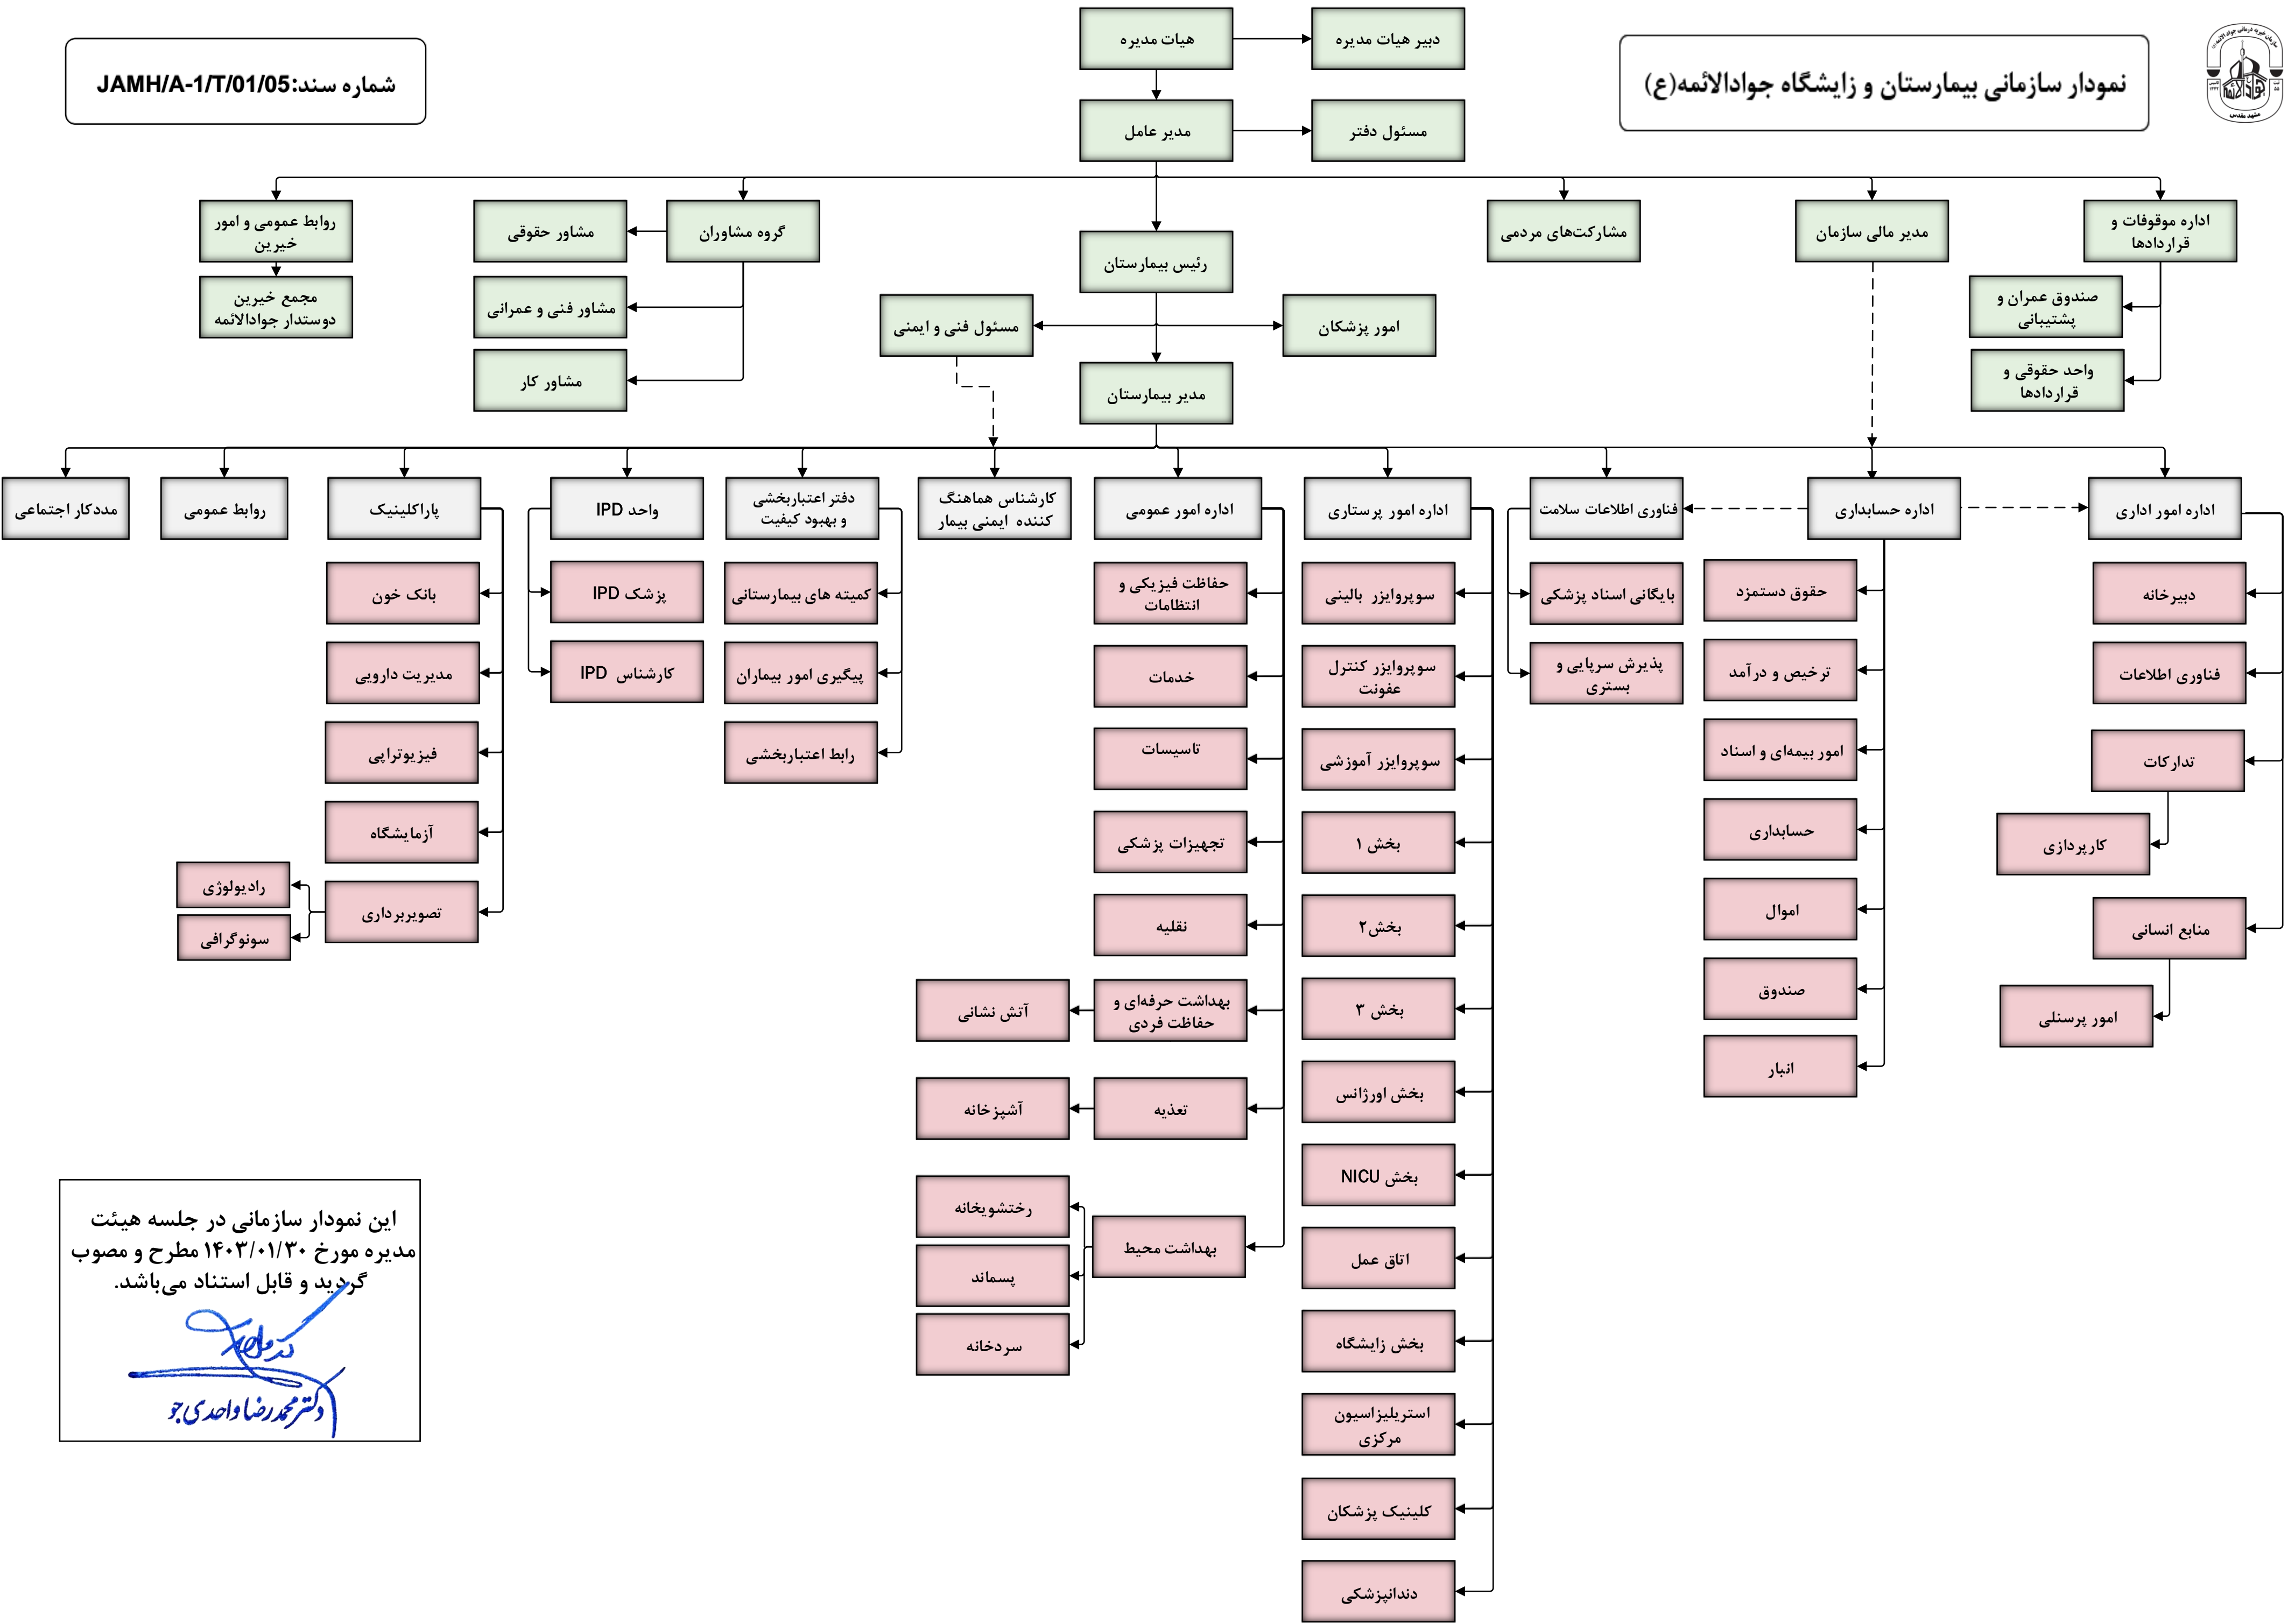 سازمان خیریه درمانی جواد الائمه
مشهد مقدس
نمودار سازمانی بیمارستان و زایشگاه جوادالائمه(ع)
شماره سند:JAMH/A-1/T/01/05
هیات مدیره
دبیر هیات مدیره
مدیر عامل
مسئول دفتر
اداره موقوفات و
قراردادها
مدیر مالی سازمان
مشارکت‌های مردمی
رئیس بیمارستان
گروه مشاوران
مشاور حقوقی
روابط عمومی و امور
خیرین
صندوق عمران و
پشتیبانی
واحد حقوقی و
قراردادها
امور پزشکان
مسئول فنی و ایمنی
مشاور فنی و عمرانی
مشاور کار
مجمع خیرین
دوستدار جوادالائمه
مدیر بیمارستان
اداره امور اداری
اداره حسابداری
فناوری اطلاعات سلامت
اداره امور پرستاری
اداره امور عمومی
کارشناس هماهنگ
کننده ایمنی بیمار
دفتر اعتباربخشی
و بهبود کیفیت
واحد IPD
پاراکلینیک
روابط عمومی
مددکار اجتماعی
دبیرخانه
فناوری اطلاعات
تدارکات
کارپردازی
منابع انسانی
امور پرسنلی
حقوق دستمزد
ترخیص و درآمد
امور بیمه‌ای و اسناد
حسابداری
اموال
صندوق
انبار
بایگانی اسناد پزشکی
پذیرش سرپایی و
بستری
سوپروایزر بالینی
سوپروایزر کنترل
عفونت
سوپروایزر آموزشی
بخش ۱
بخش۲
بخش ۳
بخش اورژانس
بخش NICU
اتاق عمل
بخش زایشگاه
استریلیزاسیون
مرکزی
کلینیک پزشکان
دندانپزشکی
حفاظت فیزیکی و
انتظامات
خدمات
تاسیسات
تجهیزات پزشکی
نقلیه
بهداشت حرفه‌ای و
حفاظت فردی
آتش نشانی
تعذیه
آشپزخانه
بهداشت محیط
رختشویخانه
پسماند
سردخانه
کمیته های بیمارستانی
پیگیری امور بیماران
رابط اعتباربخشی
پزشک IPD
کارشناس IPD
بانک خون
مدیریت دارویی
فیزیوتراپی
آزمایشگاه
تصویربرداری
رادیولوژی
سونوگرافی
این نمودار سازمانی در جلسه هیئت
مدیره مورخ ۱۴۰۳/۰۱/۳۰ مطرح و مصوب
گردید و قابل استناد می‌باشد.
دکتر محمدرضا واحدی جو